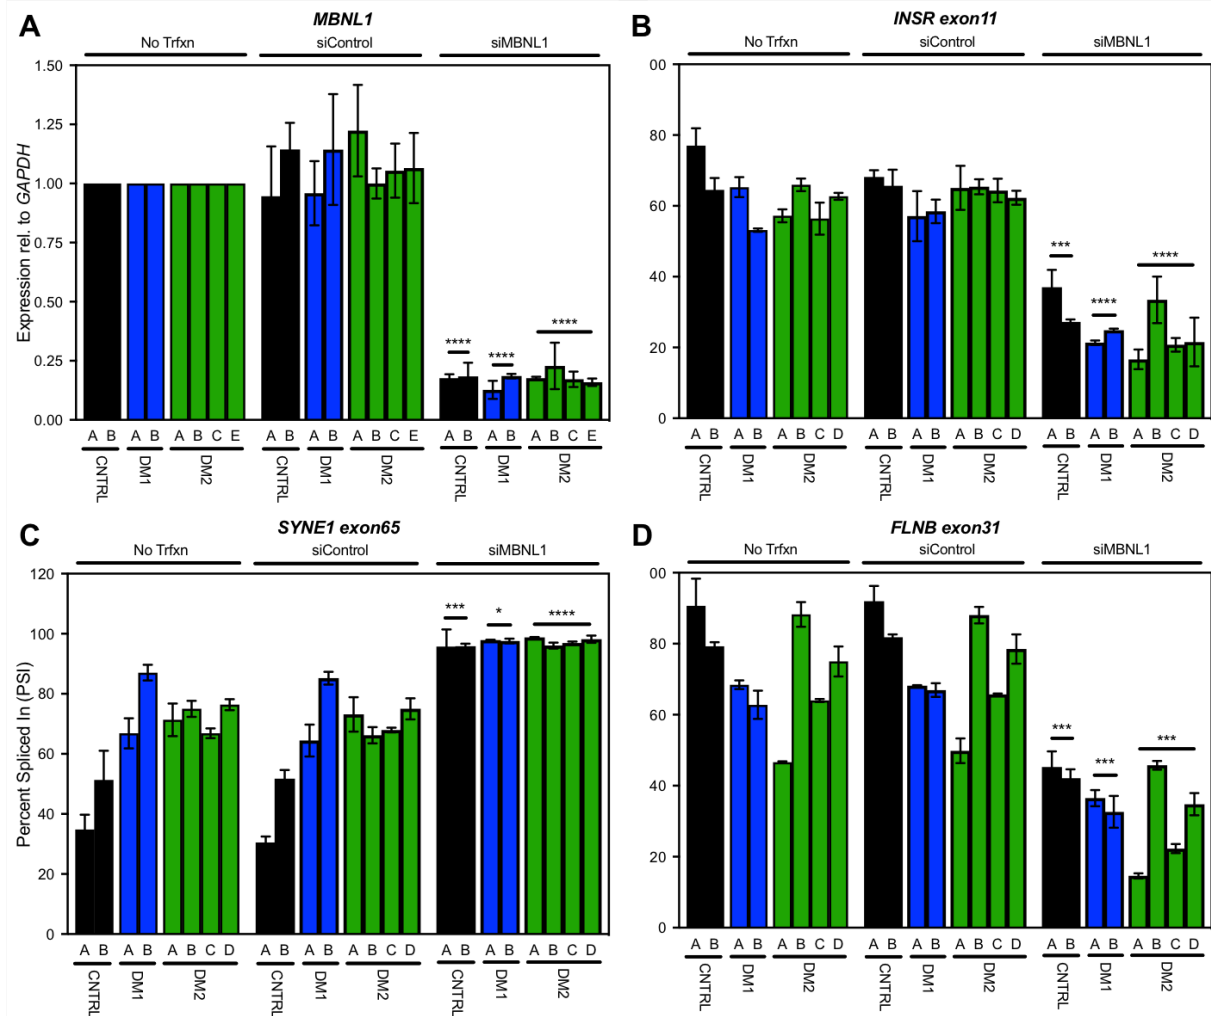 A
MBNL1
No Trfxn siControl siMBNL1
Expression rel. to GAPDH
1.50
1.25
1.00
0.75
0.50
0.25
0.00
**** **** ****
A B A B A B C E A B A B A B C E A B A B A B C E
CNTRL DM1 DM2 CNTRL DM1 DM2 CNTRL DM1 DM2
B
INSR exon11
No Trfxn siControl siMBNL1
00
80
60
40
20
0
*** **** ****
A B A B A B C D A B A B A B C D A B A B A B C D
CNTRL DM1 DM2 CNTRL DM1 DM2 CNTRL DM1 DM2
C
SYNE1 exon65
No Trfxn siControl siMBNL1
Percent Spliced In (PSI)
120
100
80
60
40
20
0
*** * ****
A B A B A B C D A B A B A B C D A B A B A B C D
CNTRL DM1 DM2 CNTRL DM1 DM2 CNTRL DM1 DM2
D
FLNB exon31
No Trfxn siControl siMBNL1
00
80
60
40
20
0
*** *** ***
A B A B A B C D A B A B A B C D A B A B A B C D
CNTRL DM1 DM2 CNTRL DM1 DM2 CNTRL DM1 DM2